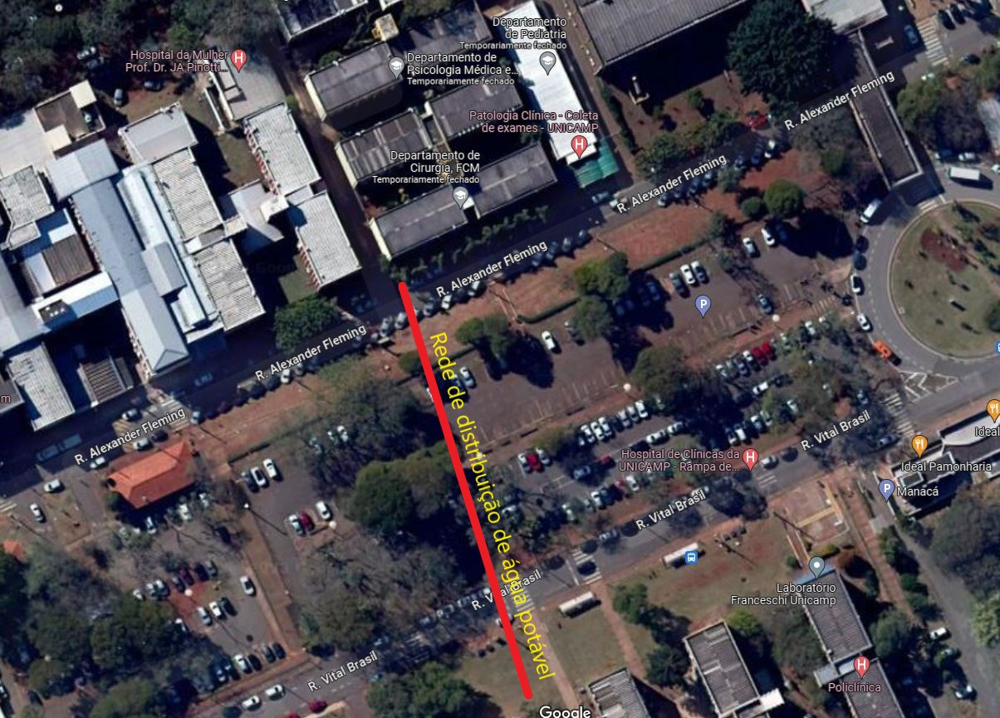 Departamento
de Pediatria
Temporariamente fechado
Hospital da Mulher
Prof. Dr. JA Pinotti...
Departamento de
Psicologia Médica e...
Temporariamente fechado
R. Alexander Fleming
Patologia Clínica - Coleta
de exames - UNICAMP
Departamento de
Cirurgia, FCM
Temporariamente fechado
R. Alexander Fleming
R. Alexander Fleming
P
R. Alexander Fleming
Rede de distribuição de água potável
m
R. Alexander Fleming
R. Vital Brasil
Ideal
Hospital de Clínicas da
UNICAMP - Rampa de...
Ideal Pamonharia
P
Manacá
R. Vital Brasil
R. Vital Brasil
Laboratório
Franceschi Unicamp
R. Vital Brasil
Policlínica
Google